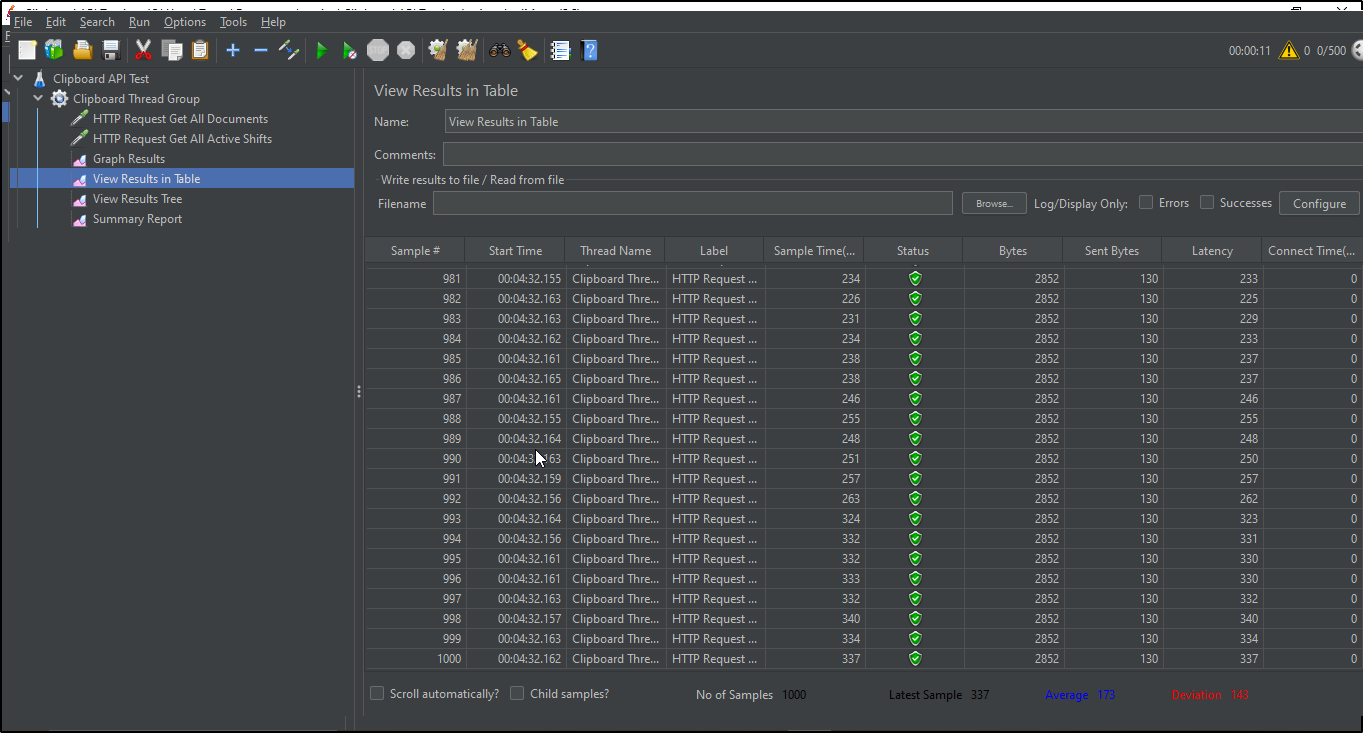 File Edit Search Run Options Tools Help
00:00:11 0 0/500
Clipboard API Test
Clipboard Thread Group
HTTP Request Get All Documents
HTTP Request Get All Active Shifts
Graph Results
View Results in Table
View Results Tree
Summary Report
View Results in Table
Name: View Results in Table
Comments:
Write results to file / Read from file
Filename Browse... Log/Display Only: Errors Successes Configure
Sample # Start Time Thread Name Label Sample Time(... Status Bytes Sent Bytes Latency Connect Time(...
981 00:04:32.155 Clipboard Thre... HTTP Request ... 234 2852 130 233 0
982 00:04:32.163 Clipboard Thre... HTTP Request ... 226 2852 130 225 0
983 00:04:32.163 Clipboard Thre... HTTP Request ... 231 2852 130 229 0
984 00:04:32.162 Clipboard Thre... HTTP Request ... 234 2852 130 233 0
985 00:04:32.161 Clipboard Thre... HTTP Request ... 238 2852 130 237 0
986 00:04:32.165 Clipboard Thre... HTTP Request ... 238 2852 130 237 0
987 00:04:32.161 Clipboard Thre... HTTP Request ... 246 2852 130 246 0
988 00:04:32.155 Clipboard Thre... HTTP Request ... 255 2852 130 255 0
989 00:04:32.164 Clipboard Thre... HTTP Request ... 248 2852 130 248 0
990 Clipboard Thre... HTTP Request ... 251 2852 130 250 0
991 00:04:32.159 Clipboard Thre... HTTP Request ... 257 2852 130 257 0
992 00:04:32.156 Clipboard Thre... HTTP Request ... 263 2852 130 262 0
993 00:04:32.164 Clipboard Thre... HTTP Request ... 324 2852 130 323 0
994 00:04:32.156 Clipboard Thre... HTTP Request ... 332 2852 130 331 0
995 00:04:32.161 Clipboard Thre... HTTP Request ... 332 2852 130 330 0
996 00:04:32.161 Clipboard Thre... HTTP Request ... 333 2852 130 330 0
997 00:04:32.163 Clipboard Thre... HTTP Request ... 332 2852 130 332 0
998 00:04:32.157 Clipboard Thre... HTTP Request ... 340 2852 130 340 0
999 00:04:32.163 Clipboard Thre... HTTP Request ... 334 2852 130 334 0
1000 00:04:32.162 Clipboard Thre... HTTP Request ... 337 2852 130 337 0
Scroll automatically? Child samples? No of Samples 1000 Latest Sample 337 Average 173 Deviation 143